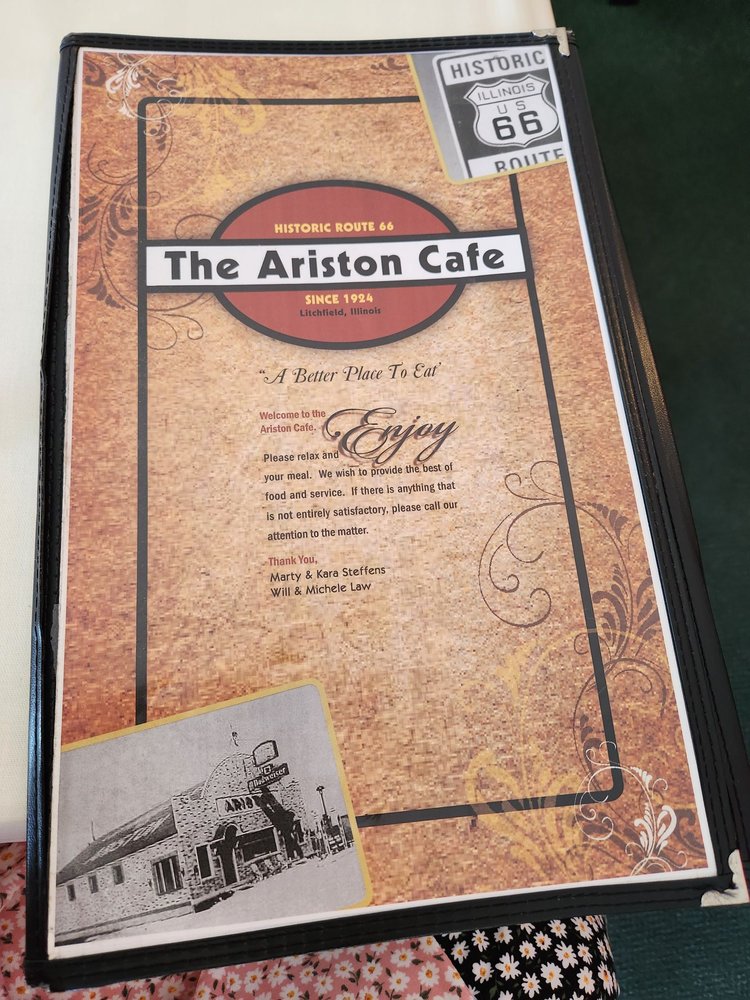 HISTORIC
ILLINOIS
U S
66
ROUTE
HISTORIC ROUTE 66
The Ariston Cafe
SINCE 1924
Litchfield, Illinois
"A Better Place To Eat"
Welcome to the
Ariston Cafe.
Please relax and Enjoy
your meal. We wish to provide the best of
food and service. If there is anything that
is not entirely satisfactory, please call our
attention to the matter.
Thank You,
Marty & Kara Steffens
Will & Michele Law
Budweiser